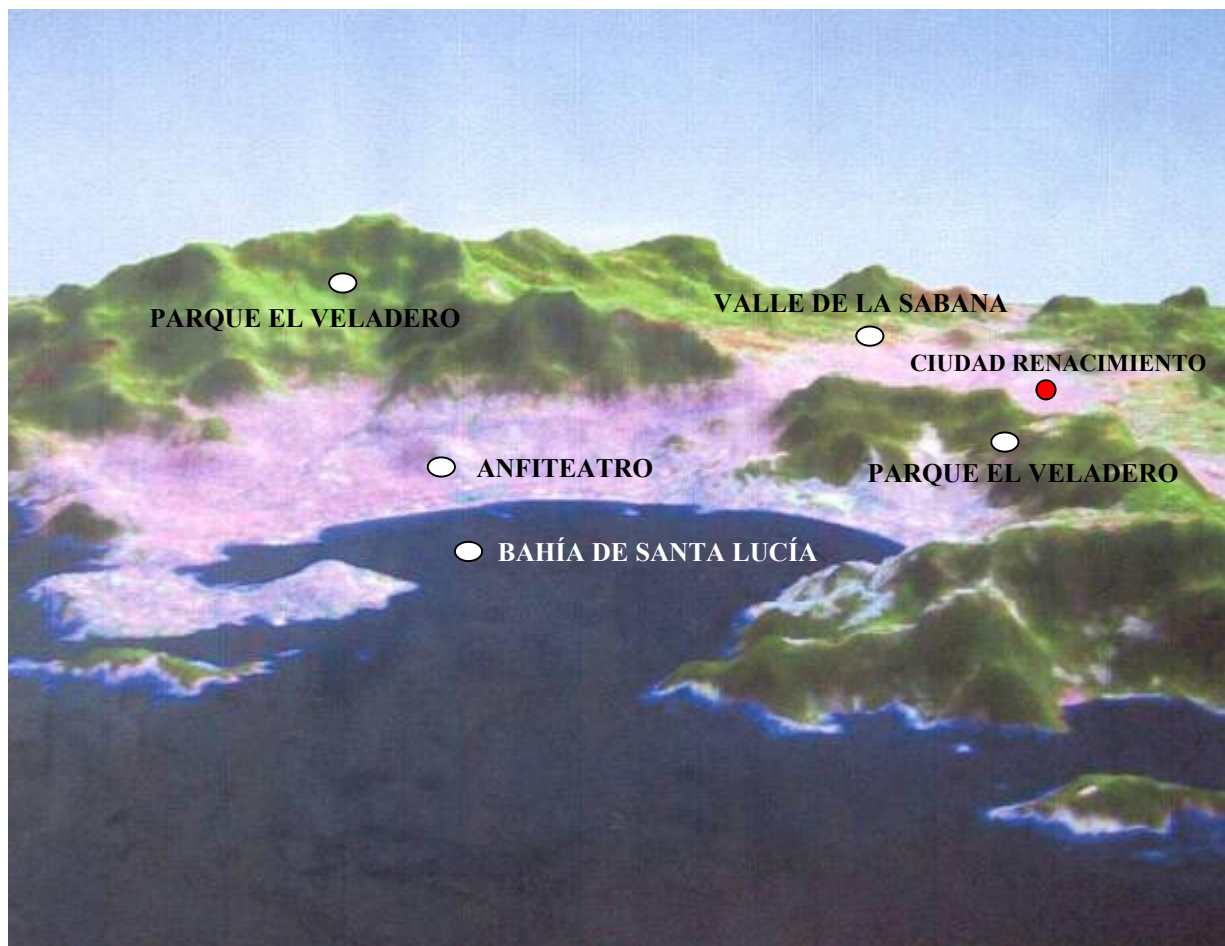 PARQUE EL VELADERO
VALLE DE LA SABANA
CIUDAD RENACIMIENTO
ANFITEATRO
PARQUE EL VELADERO
BAHÍA DE SANTA LUCÍA